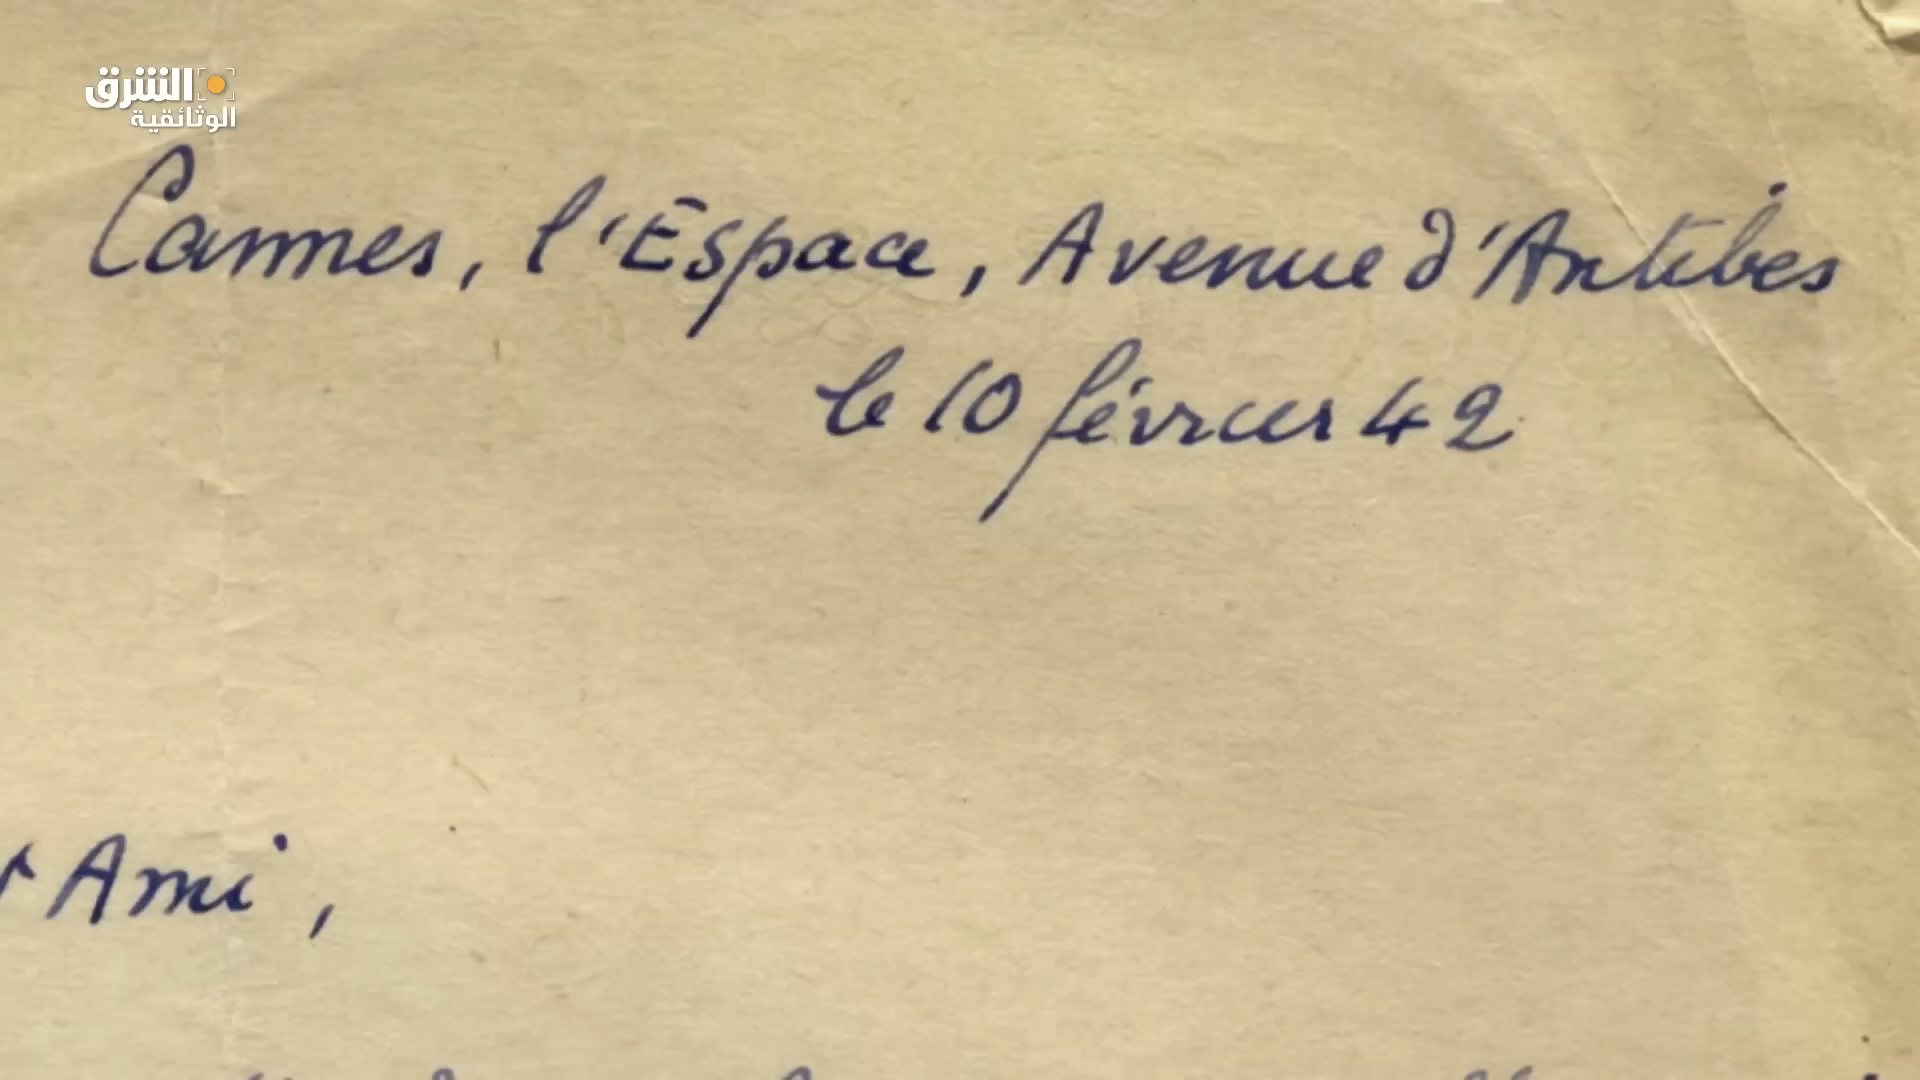 الشرق
الوثائقية
Cannes, l'Espace, Avenue d'Antibes
le 10 février 42
Ami,